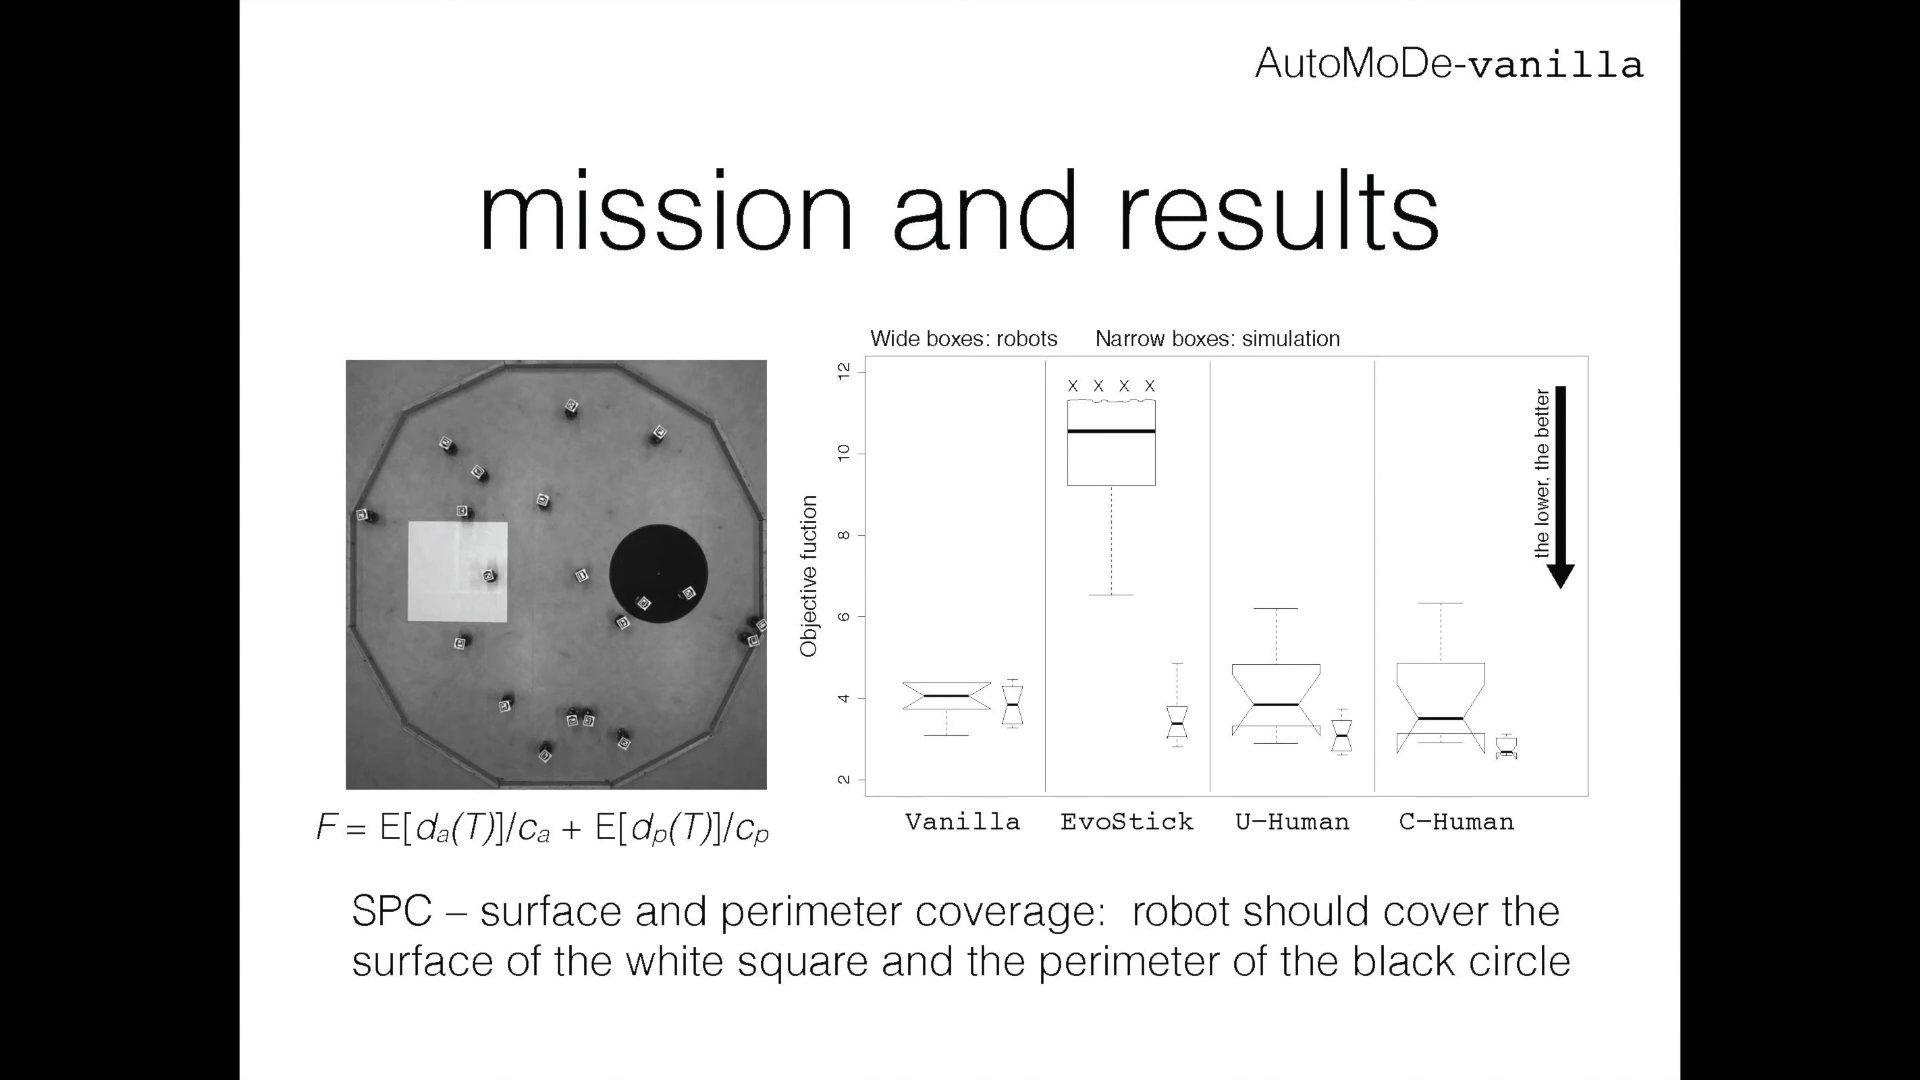 AutoMoDe-vanilla
mission and results
Wide boxes: robots Narrow boxes: simulation
12
10
8
6
4
2
Objective fuction
X X X X
the lower, the better
Vanilla EvoStick U-Human C-Human
F = E[da(T)]/ca + E[dp(T)]/cp
SPC – surface and perimeter coverage: robot should cover the
surface of the white square and the perimeter of the black circle